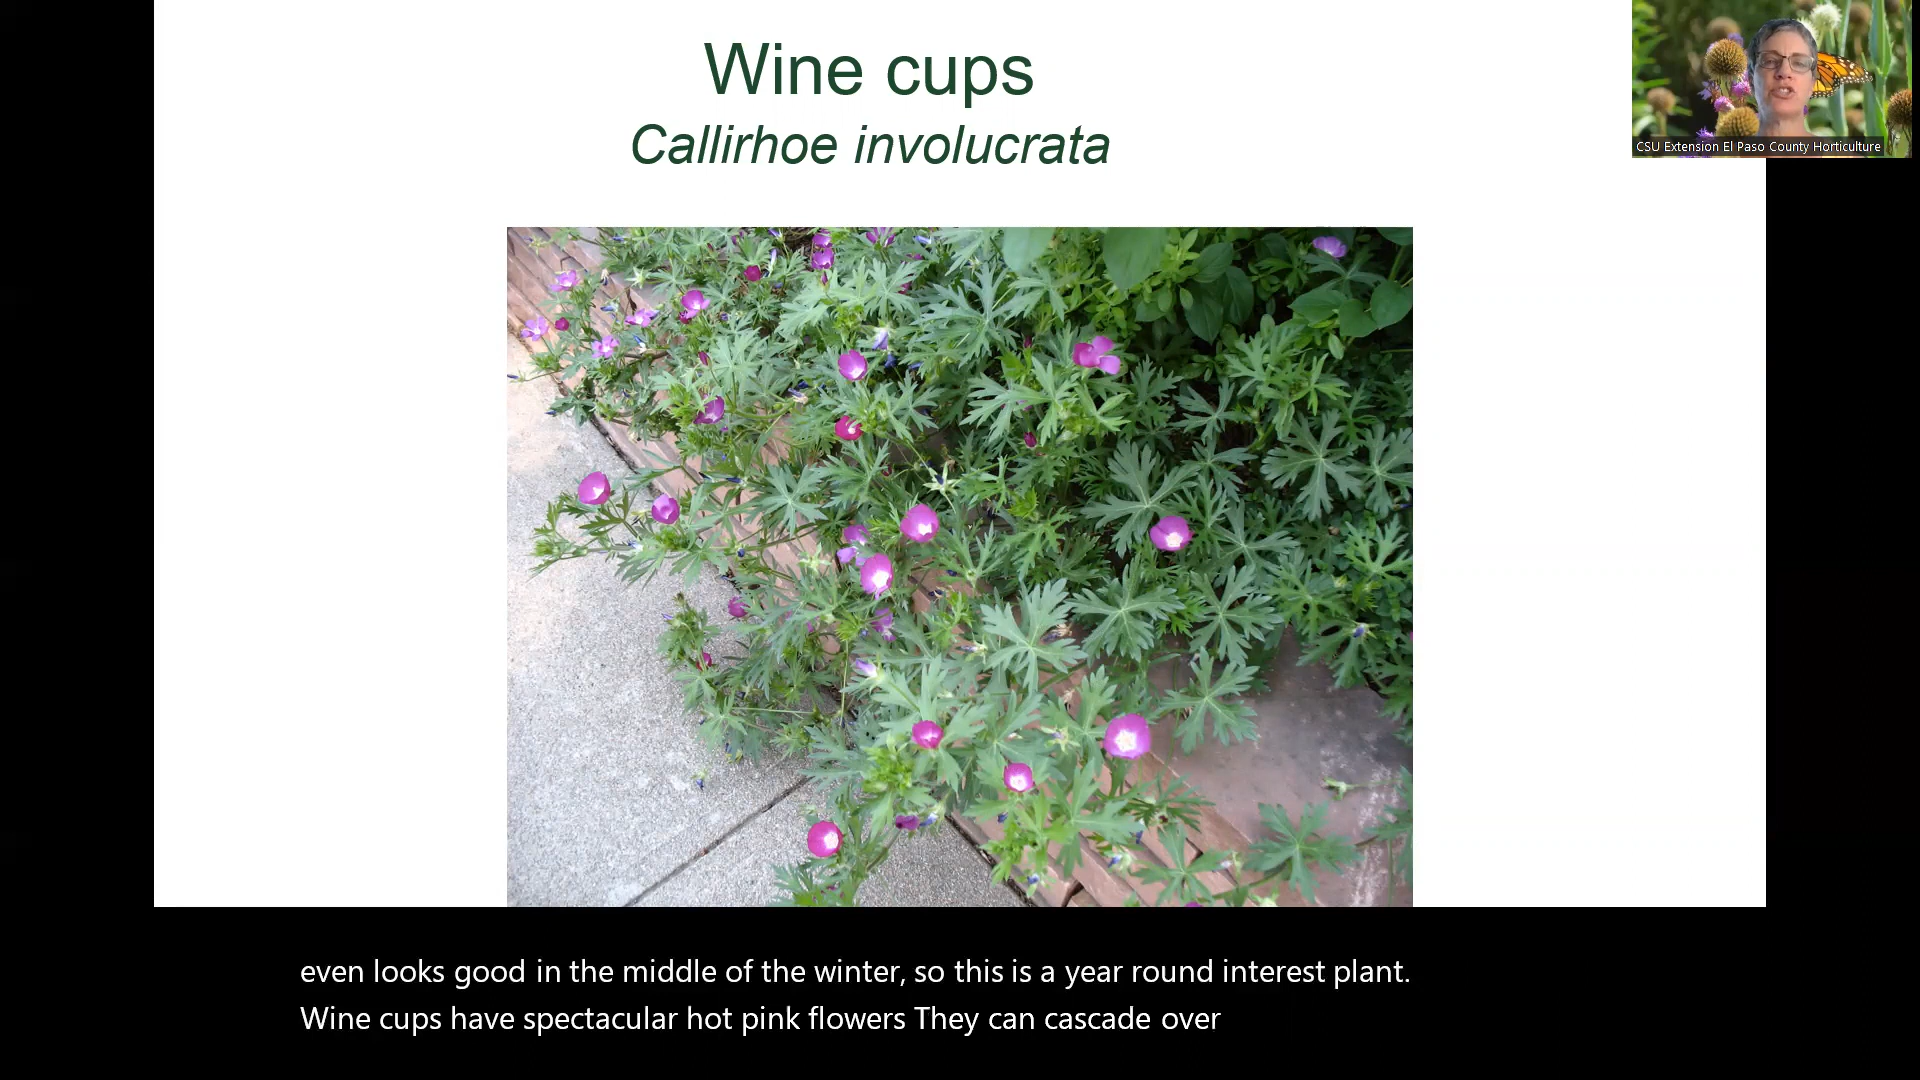 Wine cups
Callirhoe involucrata
CSU Extension El Paso County Horticulture
even looks good in the middle of the winter, so this is a year round interest plant.
Wine cups have spectacular hot pink flowers They can cascade over